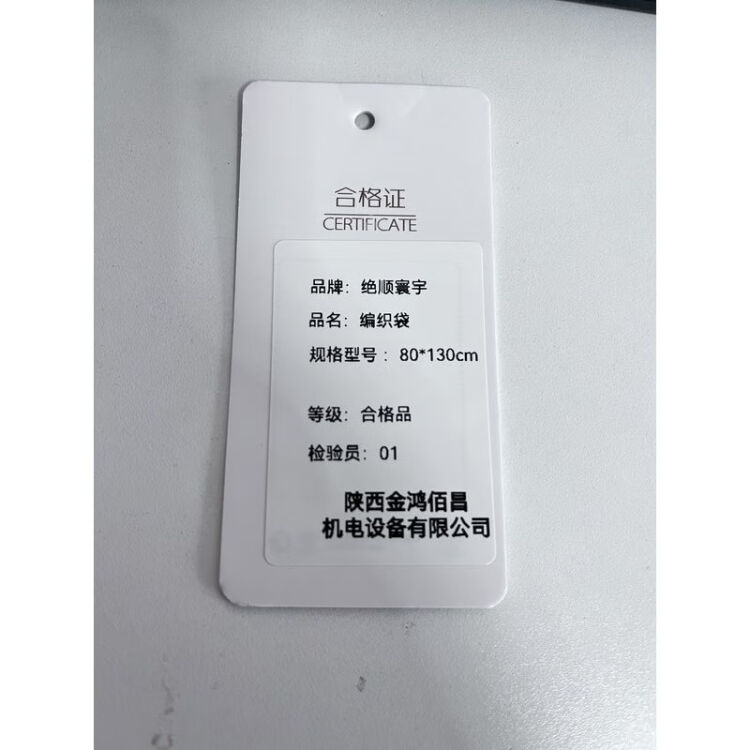 合格证
CERTIFICATE
品牌：绝顺寰宇
品名：编织袋
规格型号：80*130cm
等级：合格品
检验员：01
陕西金鸿佰昌
机电设备有限公司